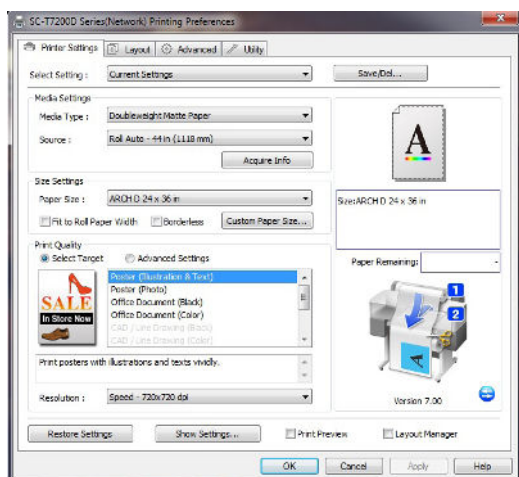 SC-T7200D Series(Network) Printing Preferences
Printer Settings Layout Advanced Utility
Select Setting : Current Settings Save/Del...
Media Settings
Media Type : Doubleweight Matte Paper
Source : Roll Auto - 44 in (1118 mm)
Acquire Info
A
Size Settings
Paper Size : ARCH D 24 x 36 in
Fit to Roll Paper Width Borderless Custom Paper Size...
Size:ARCH D 24 x 36 in
Print Quality
Select Target Advanced Settings
SALE
In Store Now
Poster (Illustration & Text)
Poster (Photo)
Office Document (Black)
Office Document (Color)
CAD / Line Drawing (Black)
CAD / Line Drawing (Color)
Print posters with illustrations and texts vividly.
Resolution : Speed - 720x720 dpi
Paper Remaining: -
1
2
A
Version 7.00
Restore Settings Show Settings... Print Preview Layout Manager
OK Cancel Apply Help